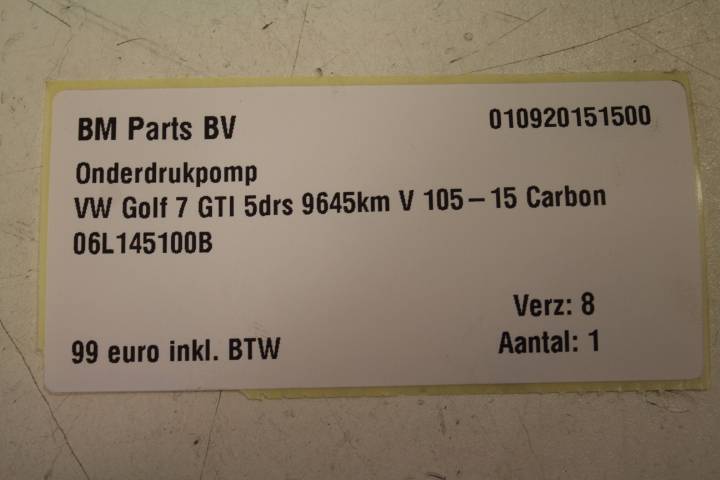 BM Parts BV
010920151500
Onderdrukpomp
VW Golf 7 GTI 5drs 9645km V 105-15 Carbon
06L145100B
Verz: 8
99 euro inkl. BTW
Aantal: 1